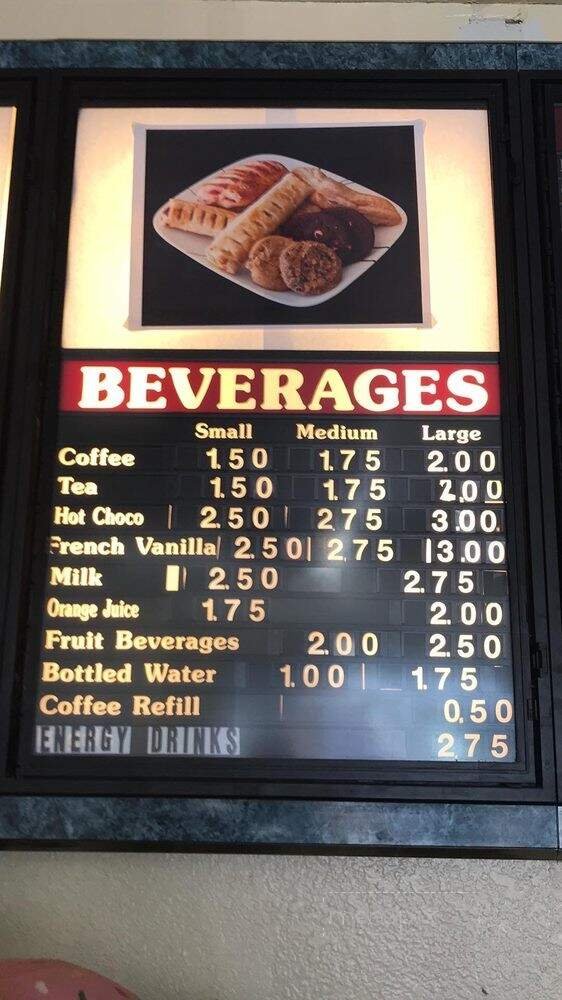 BEVERAGES
Small Medium Large
Coffee 1.50 1.75 2.00
Tea 1.50 1.75 2.00
Hot Choco 2.50 2.75 3.00
French Vanilla 2.50 2.75 3.00
Milk 2.50 2.75
Orange Juice 1.75 2.00
Fruit Beverages 2.00 2.50
Bottled Water 1.00 1.75
Coffee Refill 0.50
ENERGY DRINKS 2.75